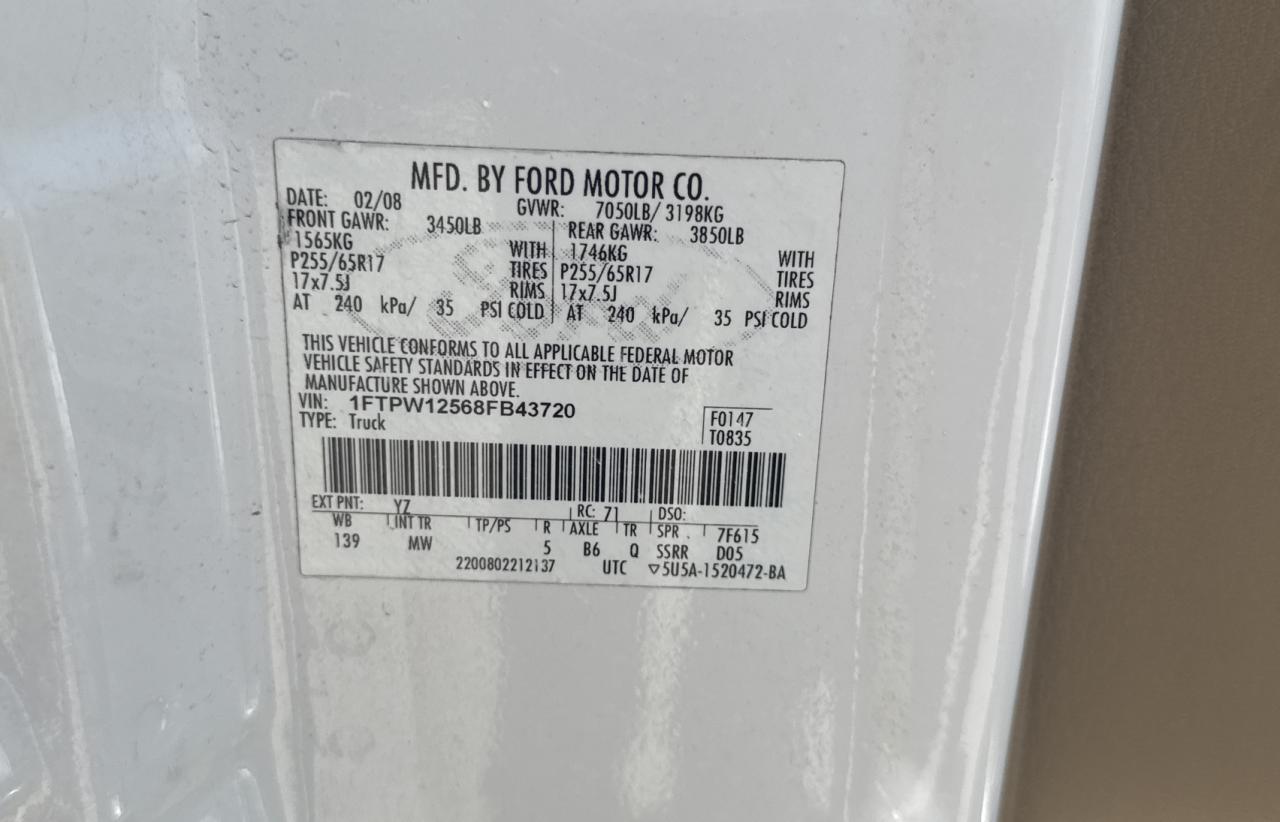 MFD. BY FORD MOTOR CO.
DATE: 02/08 GVWR: 7050LB/ 3198KG
FRONT GAWR: 3450LB REAR GAWR: 3850LB
1565KG WITH 1746KG WITH
P255/65R17 TIRES P255/65R17 TIRES
17x7.5J RIMS 17x7.5J RIMS
AT 240 kPa/ 35 PSI COLD AT 240 kPa/ 35 PSI COLD
THIS VEHICLE CONFORMS TO ALL APPLICABLE FEDERAL MOTOR
VEHICLE SAFETY STANDARDS IN EFFECT ON THE DATE OF
MANUFACTURE SHOWN ABOVE.
VIN: 1FTPW12568FB43720
TYPE: Truck
F0147
T0835
EXT PNT: YZ RC: 71 DSO:
WB INT TR TP/PS R AXLE TR SPR 7F615
139 MW 5 B6 Q SSRR D05
2200802212137 UTC ▽5U5A-1520472-BA